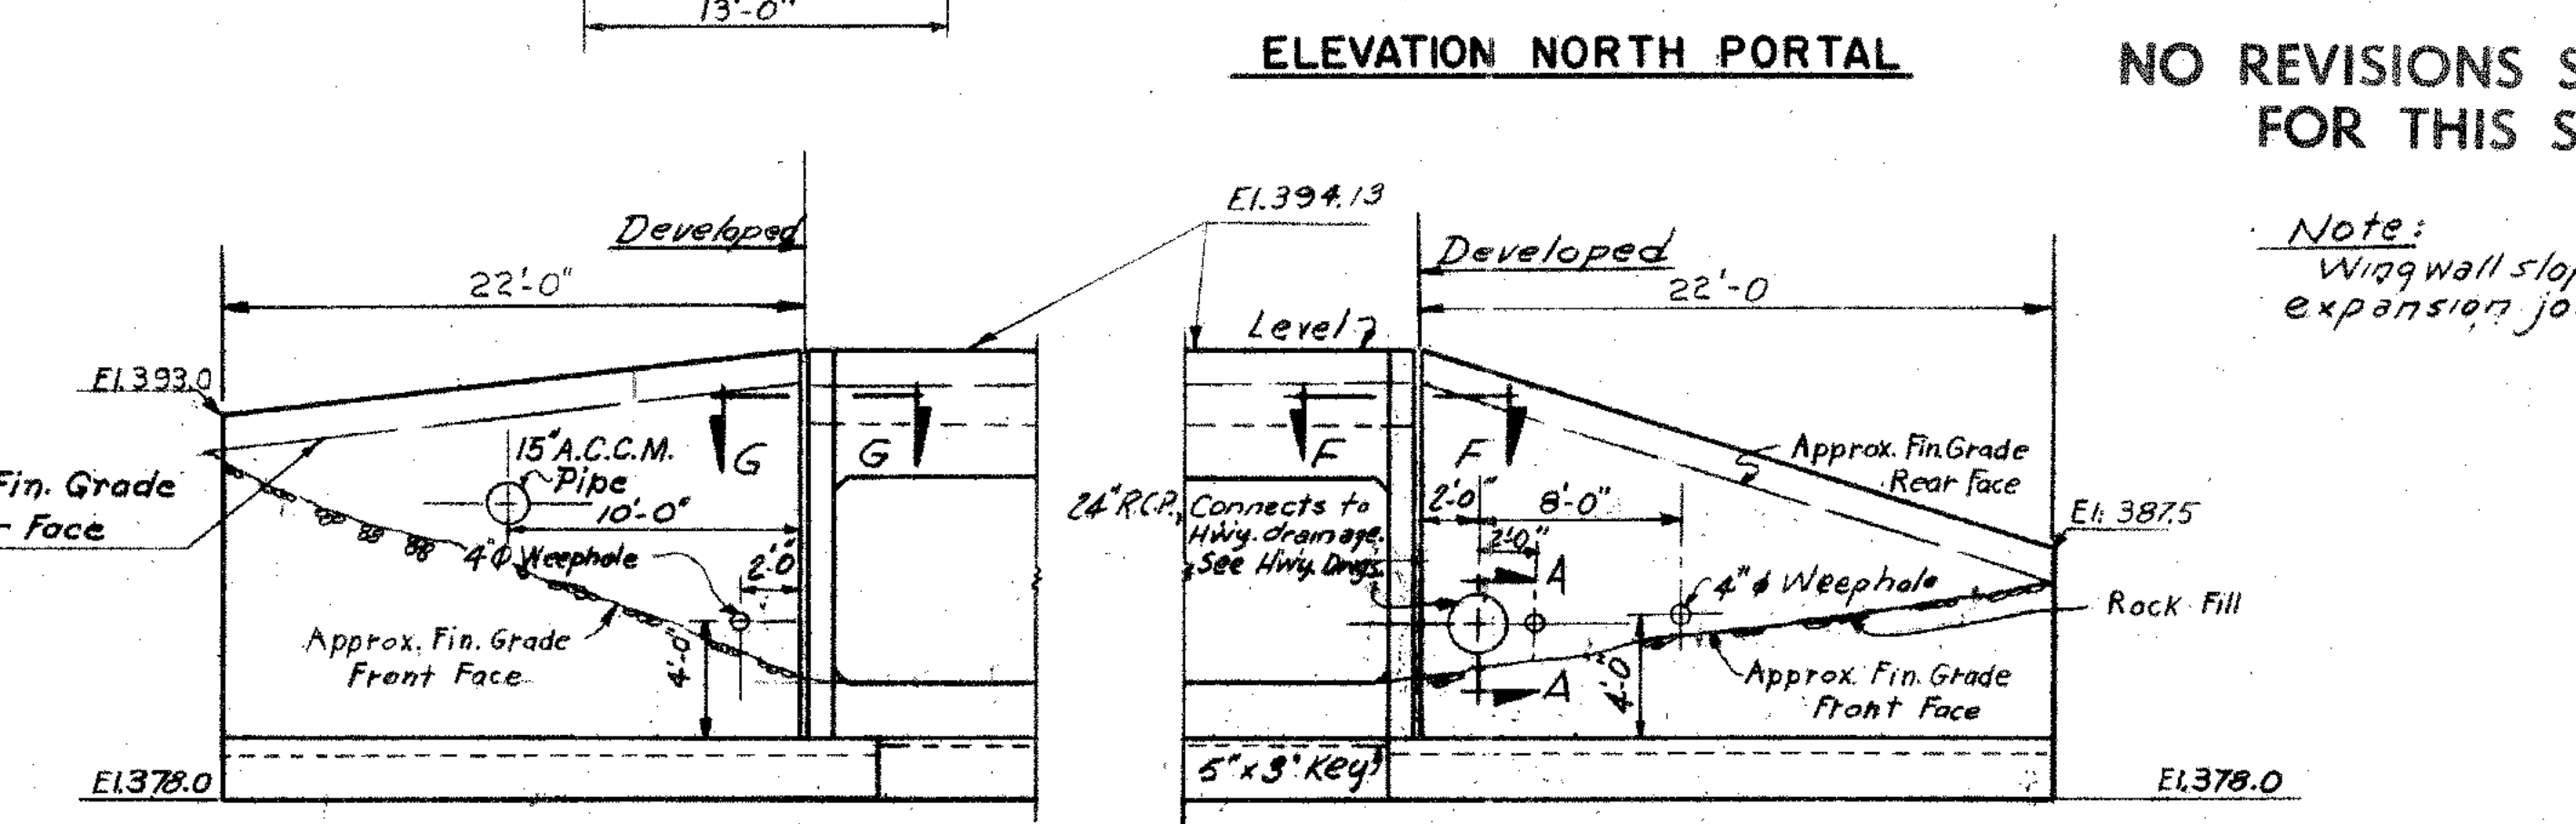 13'-0"
ELEVATION NORTH PORTAL
NO REVISIONS S
FOR THIS S
El. 394.13
Developed
Developed
Note:
Wingwall slop
expansion jo
22'-0"
22'-0
Level
El. 393.0
15" A.C.C.M.
Pipe
G
G
F
F
Approx. Fin. Grade
Rear Face
Fin. Grade
Face
10'-0"
24" R.C.P.,
Connects to
Hwy. drainage.
See Hwy. Drwgs.
2'-0"
8'-0"
2'-0"
El. 387.5
4"φ Weephole
2'-0"
A
4"φ Weephole
Rock Fill
Approx. Fin. Grade
Front Face
4'-0"
A
4'-0
Approx. Fin. Grade
Front Face
El. 378.0
5" x 3" Key
El. 378.0